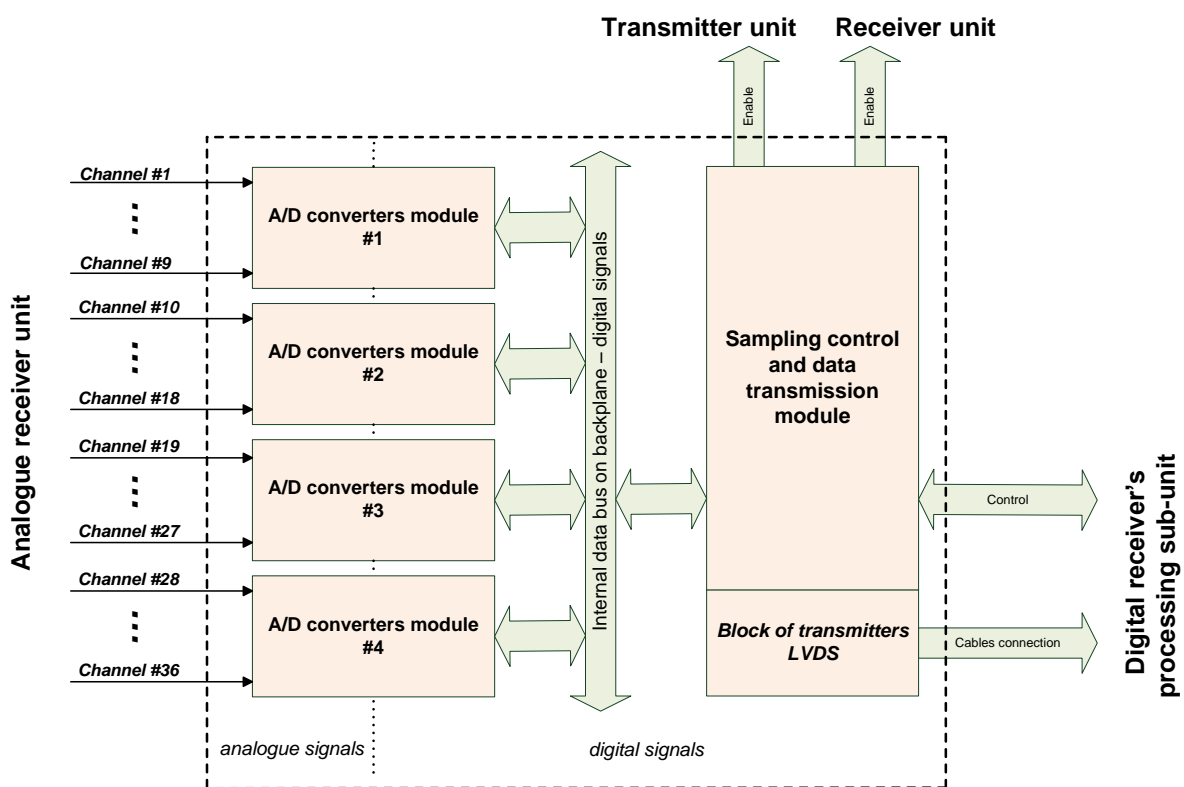 Transmitter unit
Receiver unit
Enable
Enable
Analogue receiver unit
Channel #1
Channel #9
Channel #10
Channel #18
Channel #19
Channel #27
Channel #28
Channel #36
A/D converters module
#1
A/D converters module
#2
A/D converters module
#3
A/D converters module
#4
Internal data bus on backplane – digital signals
Sampling control
and data
transmission
module
Block of transmitters
LVDS
Control
Cables connection
Digital receiver's
processing sub-unit
analogue signals
digital signals